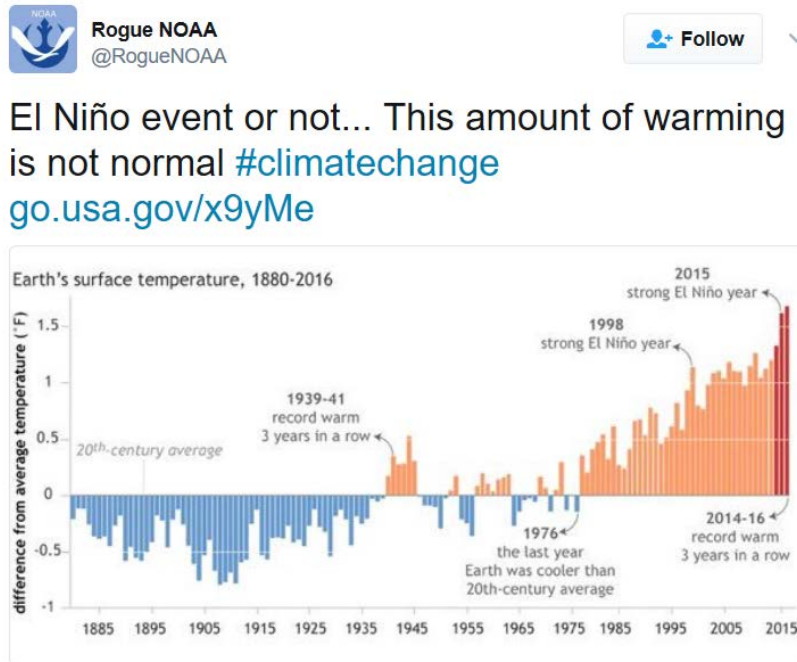 NOAA
Rogue NOAA
@RogueNOAA
Follow
El Niño event or not... This amount of warming
is not normal #climatechange
go.usa.gov/x9yMe
Earth's surface temperature, 1880-2016
difference from average temperature (°F)
1.5
1
0.5
0
-0.5
-1
20th-century average
1939-41
record warm
3 years in a row
1976
the last year
Earth was cooler than
20th-century average
1998
strong El Niño year
2015
strong El Niño year
2014-16
record warm
3 years in a row
1885 1895 1905 1915 1925 1935 1945 1955 1965 1975 1985 1995 2005 2015